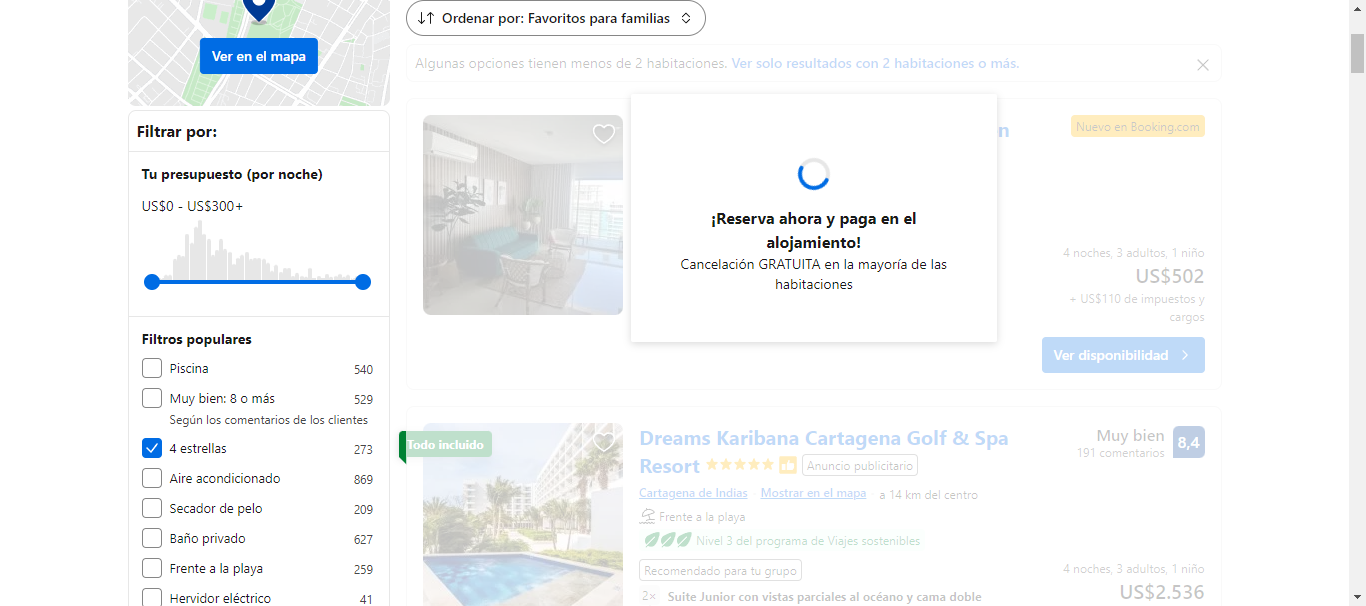 Ver en el mapa
Filtrar por:
Tu presupuesto (por noche)
US$0 - US$300+
Filtros populares
Piscina 540
Muy bien: 8 o más 529
Según los comentarios de los clientes
4 estrellas 273
Aire acondicionado 869
Secador de pelo 209
Baño privado 627
Frente a la playa 259
Hervidor eléctrico 41
Ordenar por: Favoritos para familias
Algunas opciones tienen menos de 2 habitaciones. Ver solo resultados con 2 habitaciones o más.
Nuevo en Booking.com
¡Reserva ahora y paga en el
alojamiento!
Cancelación GRATUITA en la mayoría de las
habitaciones
4 noches, 3 adultos, 1 niño
US$502
+ US$110 de impuestos y
cargos
Ver disponibilidad
Todo incluido
Dreams Karibana Cartagena Golf & Spa
Resort Anuncio publicitario
Muy bien 8,4
191 comentarios
Cartagena de Indias Mostrar en el mapa a 14 km del centro
Frente a la playa
Nivel 3 del programa de Viajes sostenibles
Recomendado para tu grupo
2× Suite Junior con vistas parciales al océano y cama doble
4 noches, 3 adultos, 1 niño
US$2.536